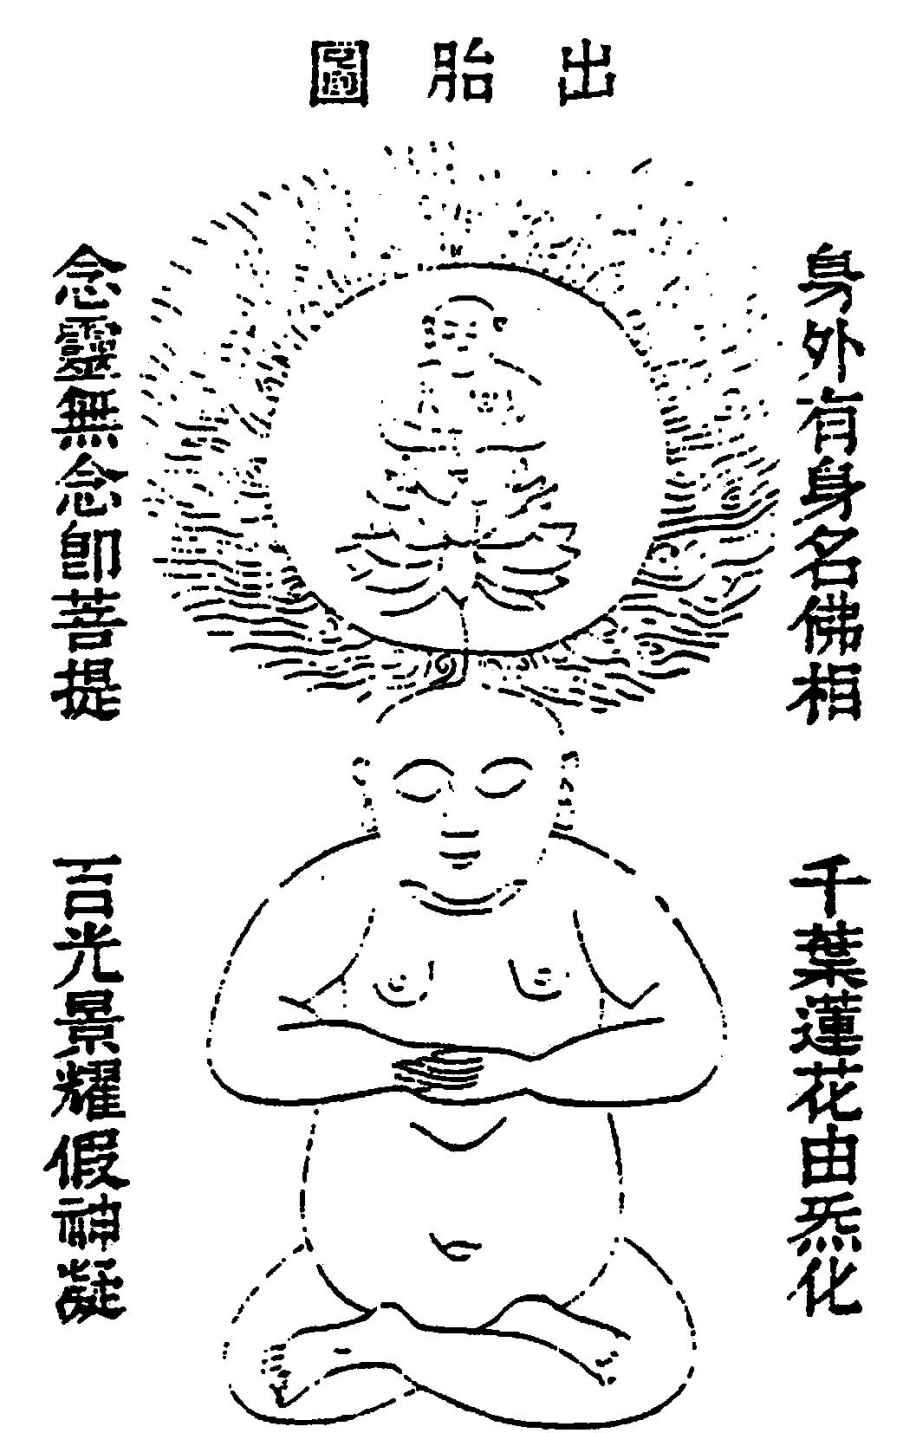 出胎圖
身外有身名佛相
千葉蓮花由炁化
念靈無念即菩提
百光景耀假神凝